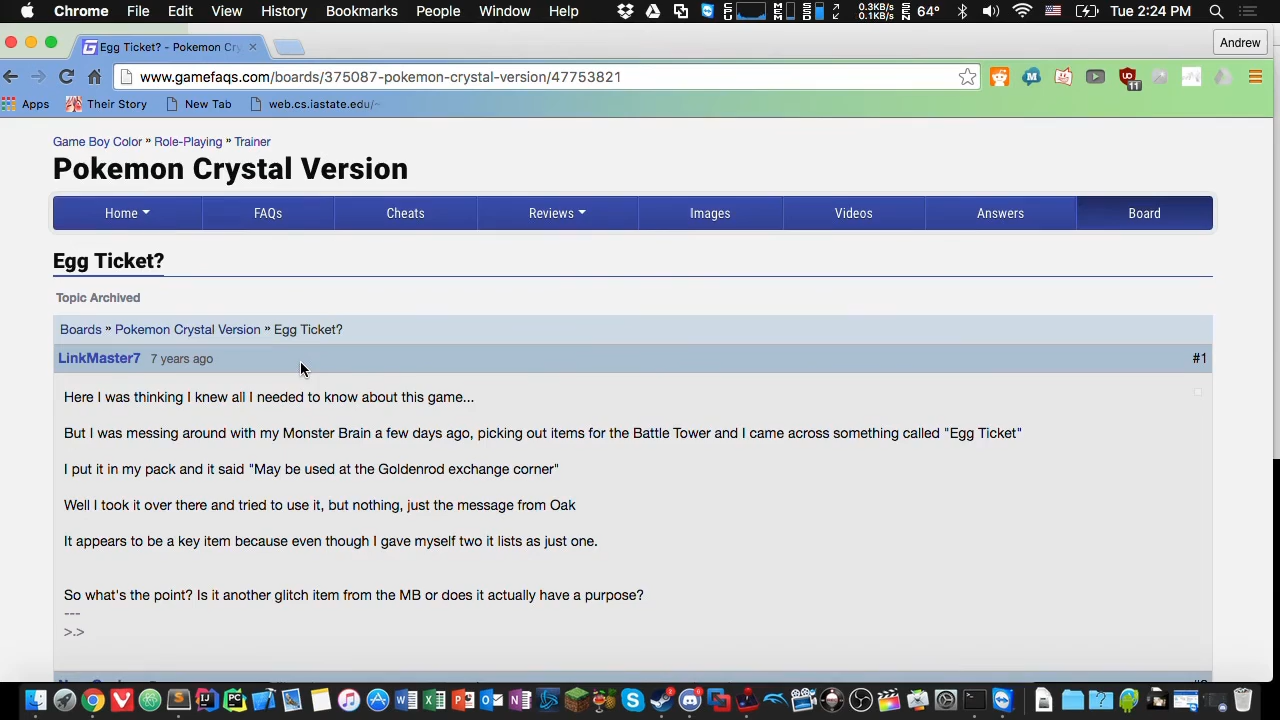 Chrome File Edit View History Bookmarks People Window Help 0.3KB/s 0.1KB/s 64° Tue 2:24 PM
Egg Ticket? - Pokemon Cr Andrew
www.gamefaqs.com/boards/375087-pokemon-crystal-version/47753821
Apps Their Story New Tab web.cs.iastate.edu/~
Game Boy Color » Role-Playing » Trainer
Pokemon Crystal Version
Home FAQs Cheats Reviews Images Videos Answers Board
Egg Ticket?
Topic Archived
Boards » Pokemon Crystal Version » Egg Ticket?
LinkMaster7 7 years ago #1
Here I was thinking I knew all I needed to know about this game...
But I was messing around with my Monster Brain a few days ago, picking out items for the Battle Tower and I came across something called "Egg Ticket"
I put it in my pack and it said "May be used at the Goldenrod exchange corner"
Well I took it over there and tried to use it, but nothing, just the message from Oak
It appears to be a key item because even though I gave myself two it lists as just one.
So what's the point? Is it another glitch item from the MB or does it actually have a purpose?
---
>.>